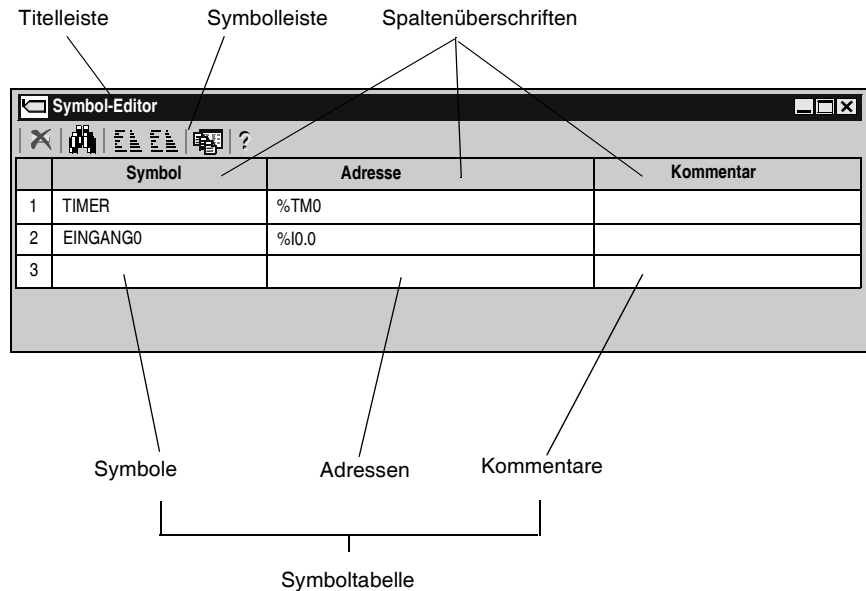 Titelleiste Symbolleiste Spaltenüberschriften
Symbol-Editor
?
Symbol Adresse Kommentar
1 TIMER %TM0
2 EINGANG0 %I0.0
3
Symbole Adressen Kommentare
Symboltabelle